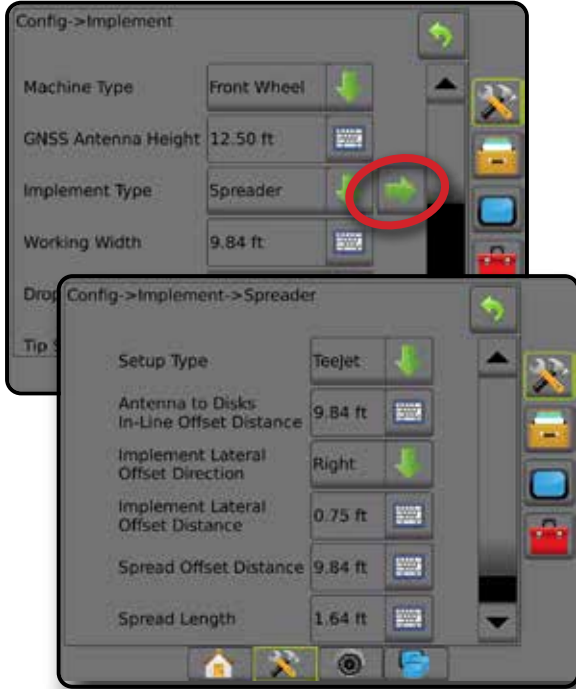 Config->Implement
Machine Type Front Wheel
GNSS Antenna Height 12.50 ft
Implement Type Spreader
Working Width 9.84 ft
Config->Implement->Spreader
Setup Type TeeJet
Antenna to Disks
In-Line Offset Distance 9.84 ft
Implement Lateral
Offset Direction Right
Implement Lateral
Offset Distance 0.75 ft
Spread Offset Distance 9.84 ft
Spread Length 1.64 ft